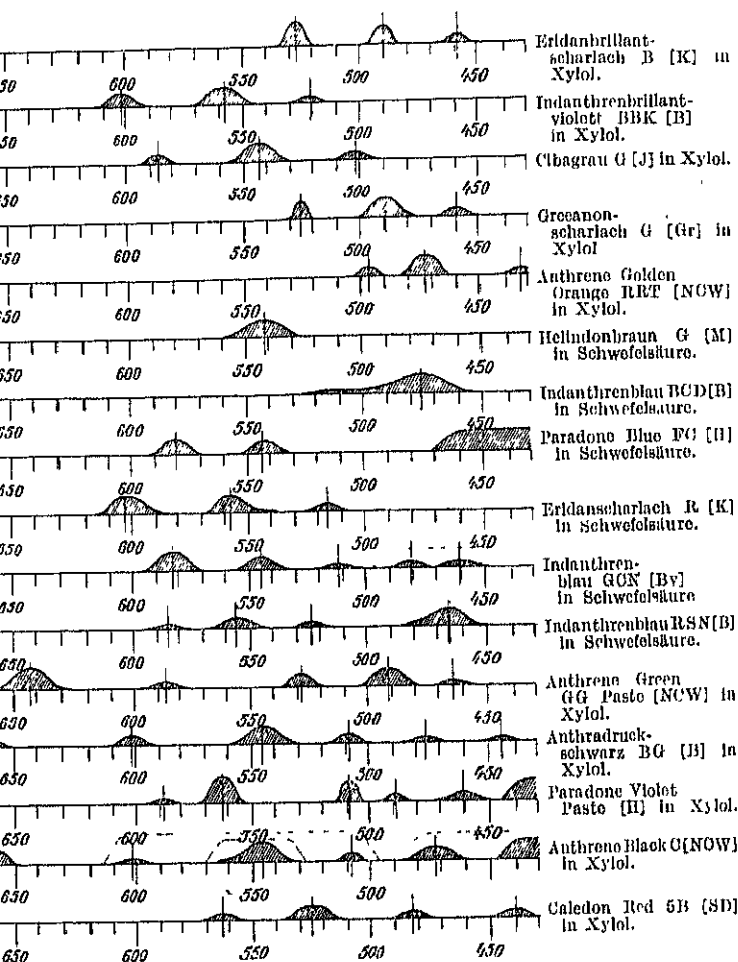 Eridanbrillant-
scharlach B [K] in
Xylol.
650 600 550 500 450
Indanthrenbrillant-
violett BBK [B]
in Xylol.
650 600 550 500 450
Cibagrau G [J] in Xylol.
650 600 550 500 450
Grecanon-
scharlach G [Gr] in
Xylol
650 600 550 500 450
Anthrene Golden
Orange RRT [NCW]
in Xylol.
650 600 550 500 450
Helindonbraun G [M]
in Schwefelsäure.
650 600 550 500 450
Indanthrenblau BCD [B]
in Schwefelsäure.
650 600 550 500 450
Paradone Blue FC [H]
in Schwefelsäure.
650 600 550 500 450
Eridanscharlach R [K]
in Schwefelsäure.
650 600 550 500 450
Indanthren-
blau GCN [By]
in Schwefelsäure
650 600 550 500 450
Indanthrenblau RSN [B]
in Schwefelsäure.
650 600 550 500 450
Anthrene Green
GG Paste [NCW] in
Xylol.
650 600 550 500 450
Anthradruck-
schwarz BG [B] in
Xylol.
650 600 550 500 450
Paradone Violet
Paste [H] in Xylol.
650 600 550 500 450
Anthrene Black C [NCW]
in Xylol.
650 600 550 500 450
Caledon Red 5B [SD]
in Xylol.
650 600 550 500 450